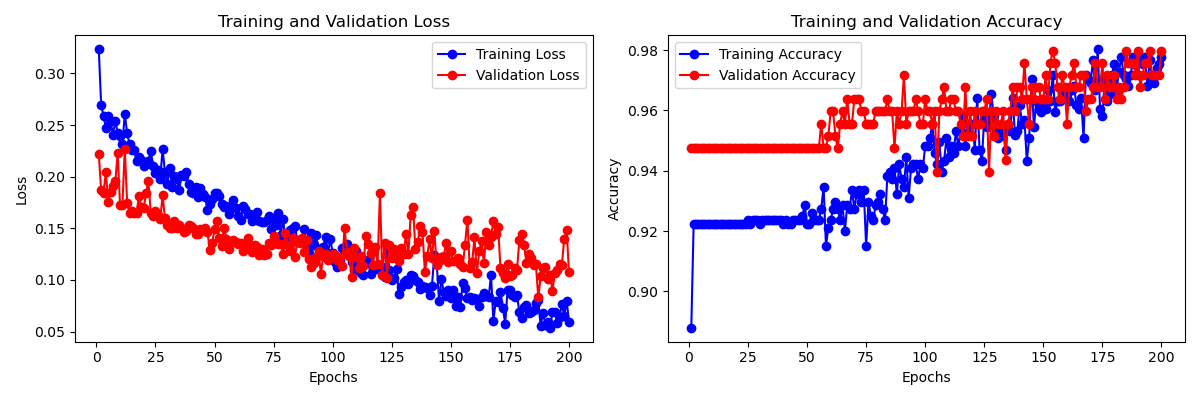 Training and Validation Loss
Training and Validation Accuracy
Training Loss
Validation Loss
Training Accuracy
Validation Accuracy
Loss
0.30
0.25
0.20
0.15
0.10
0.05
0 25 50 75 100 125 150 175 200
Epochs
Accuracy
0.98
0.96
0.94
0.92
0.90
0 25 50 75 100 125 150 175 200
Epochs